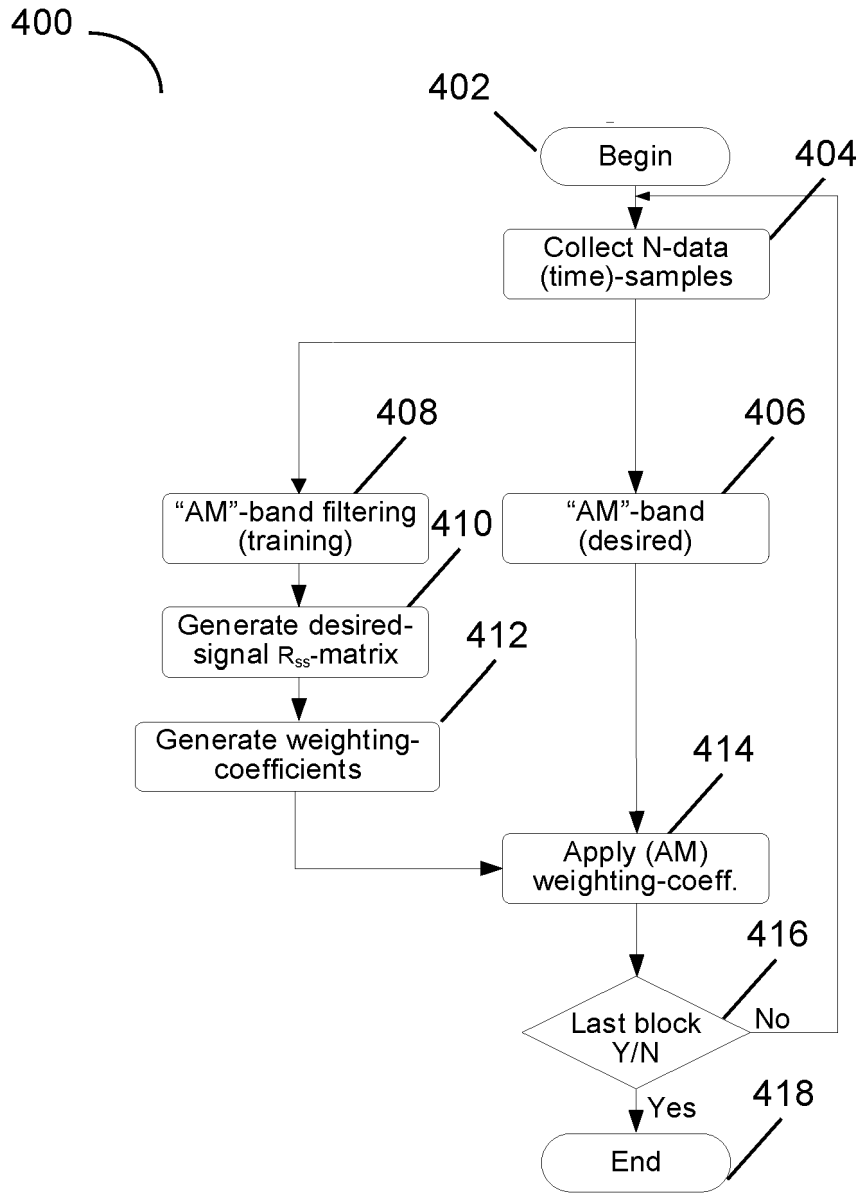 400
402
Begin
404
Collect N-data
(time)-samples
408
406
“AM”-band filtering
(training)
“AM”-band
(desired)
410
Generate desired-
signal Rss-matrix
412
Generate weighting-
coefficients
414
Apply (AM)
weighting-coeff.
416
Last block
Y/N
No
Yes
418
End